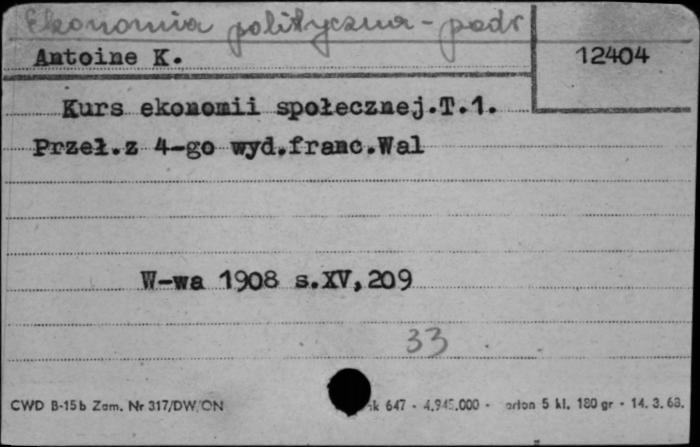 Ekonomia polityczna - podr
Antoine K.
12404
Kurs ekonomii społecznej.T.1.
Przeł.z 4-go wyd.franc.Wal
W-wa 1908 s.XV,209
33
CWD B-15b Zam. Nr 317/DW/ON 647 - 4.945.000 - 5 kl. 180 gr - 14. 3. 68.